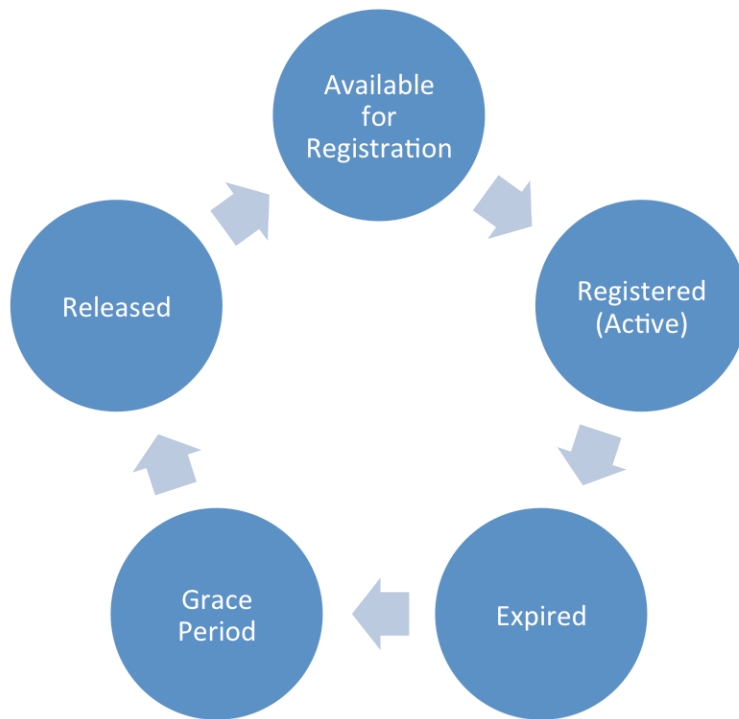 Available
for
Registration
Registered
(Active)
Expired
Grace
Period
Released